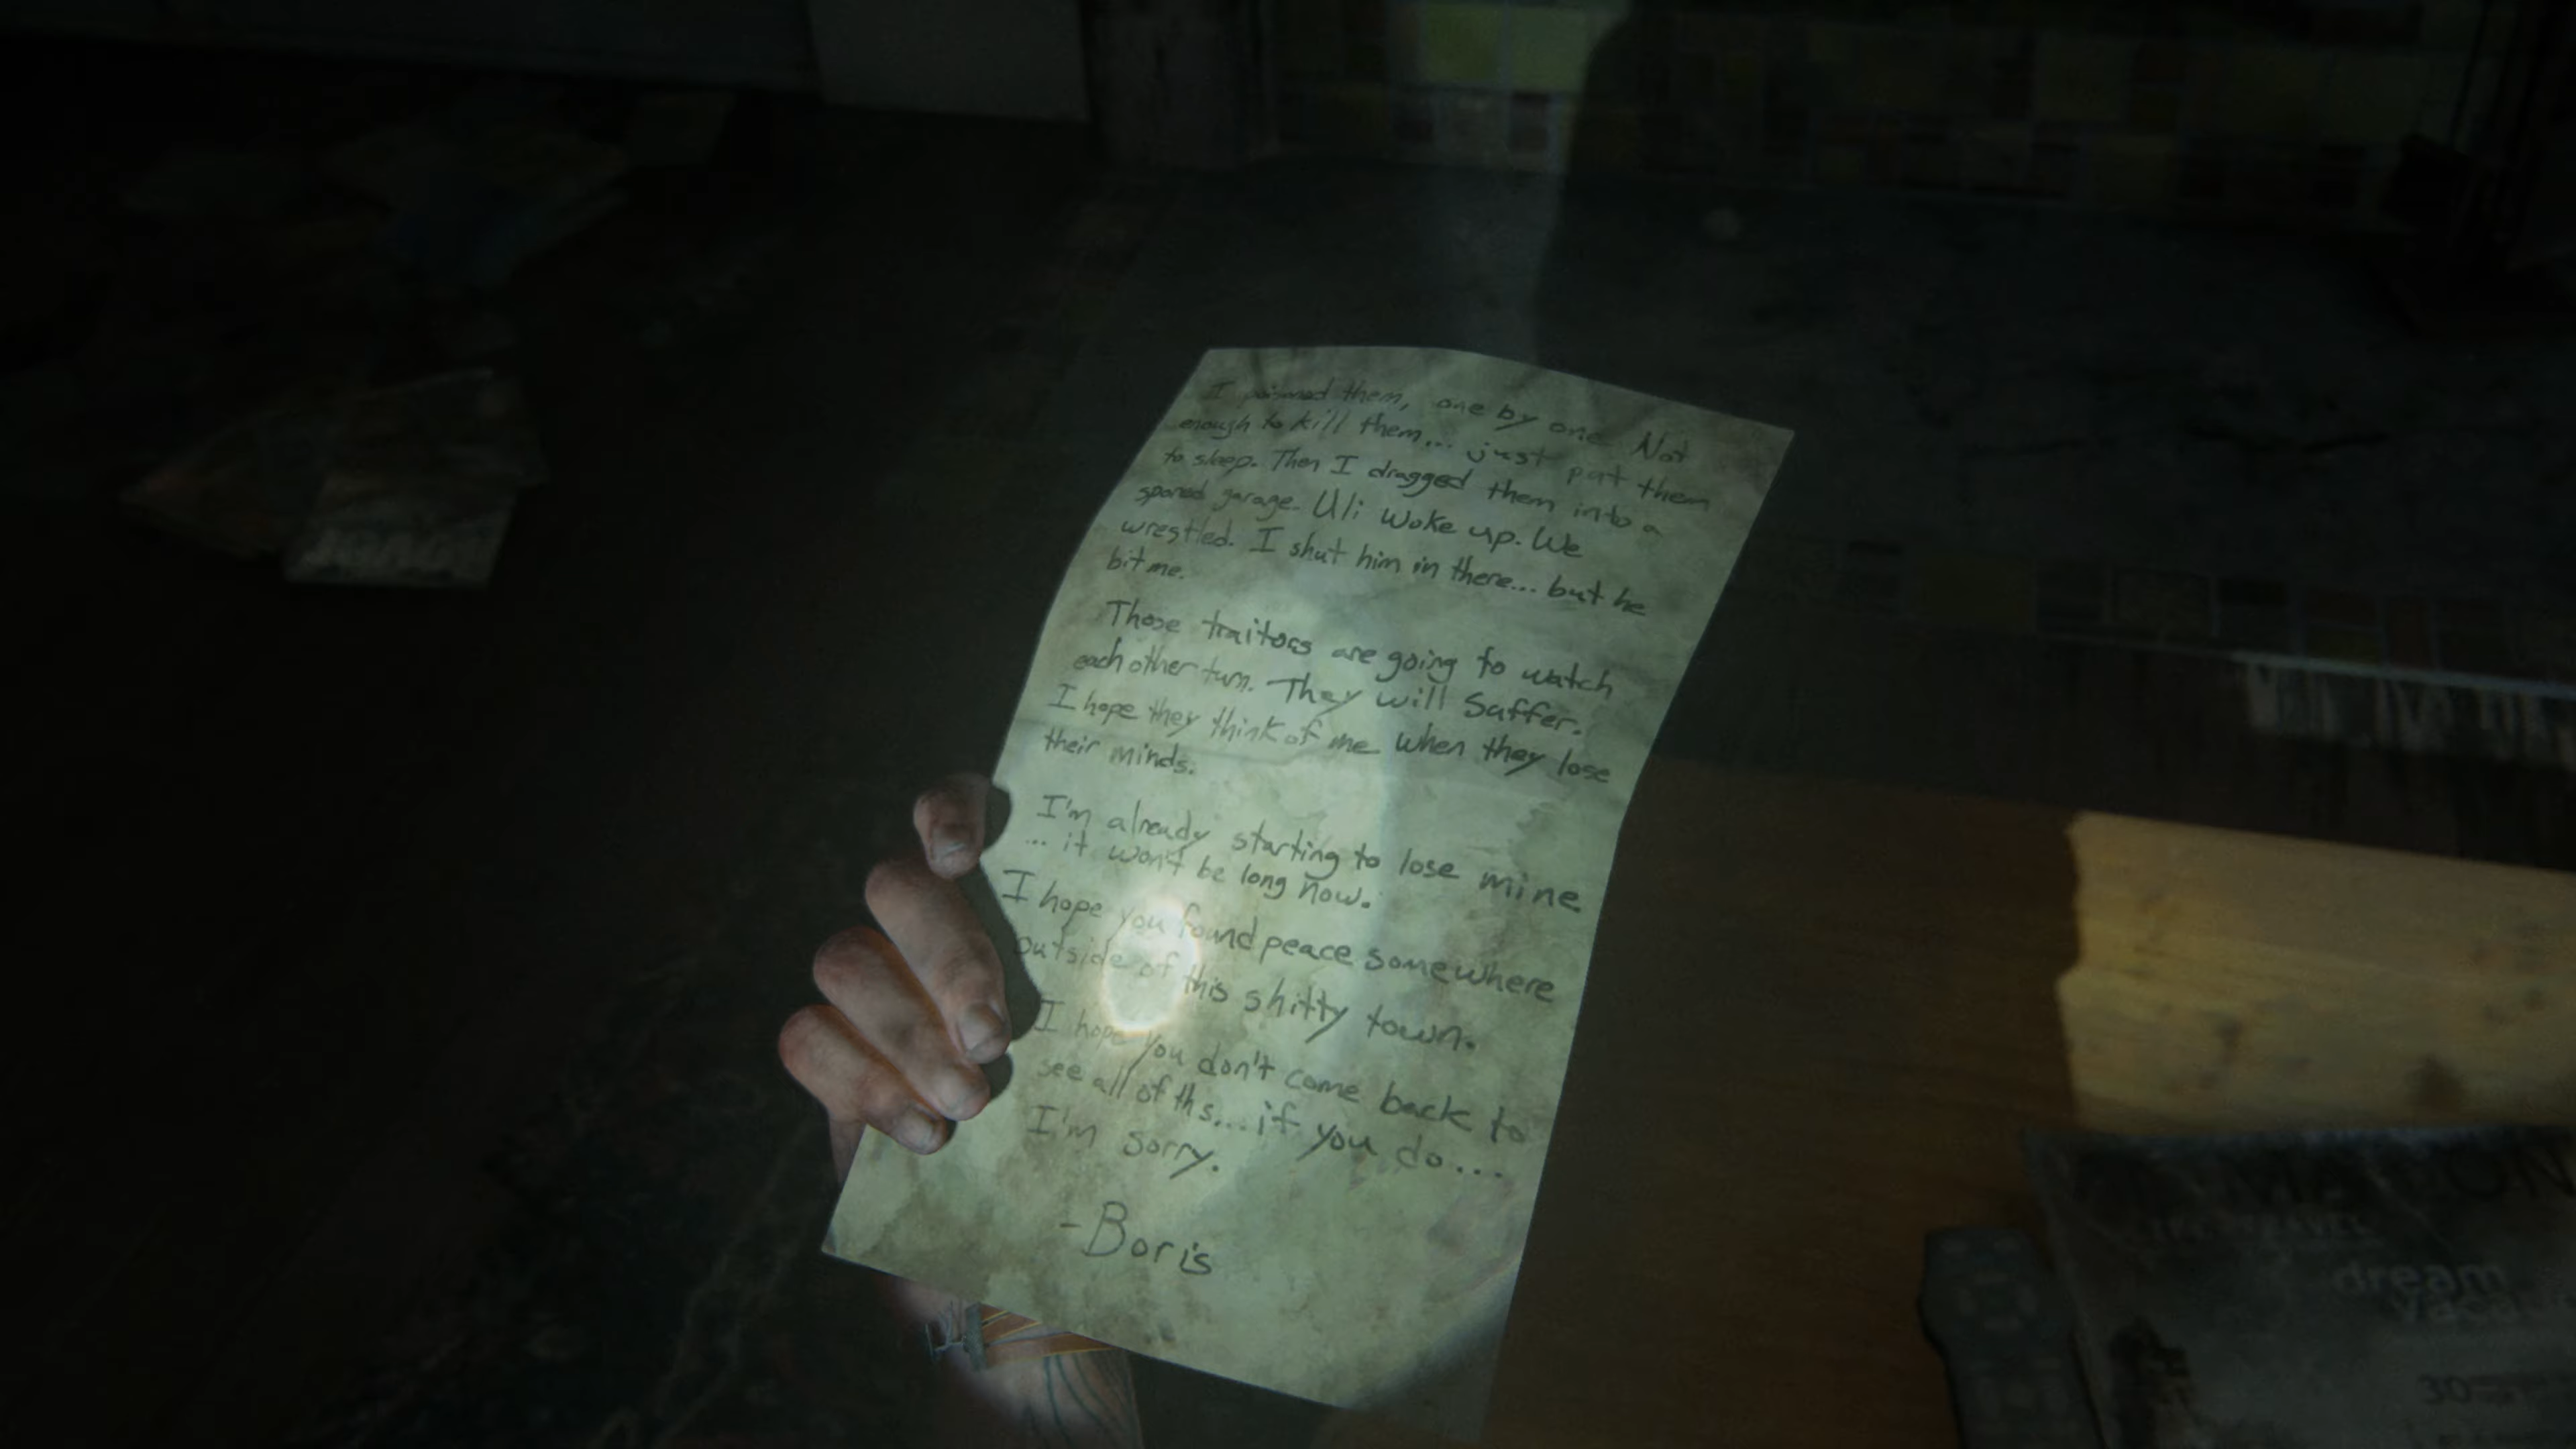 I poisoned them, one by one. Not
enough to kill them... just put them
to sleep. Then I dragged them into a
spored garage. Uli woke up. We
wrestled. I shut him in there... but he
bit me.
Those traitors are going to watch
each other turn. They will suffer.
I hope they think of me when they lose
their minds.
I'm already starting to lose mine
... it won't be long now.
I hope you found peace somewhere
outside of this shitty town.
I hope you don't come back to
see all of ths... if you do...
I'm sorry.
- Boris
dream
30